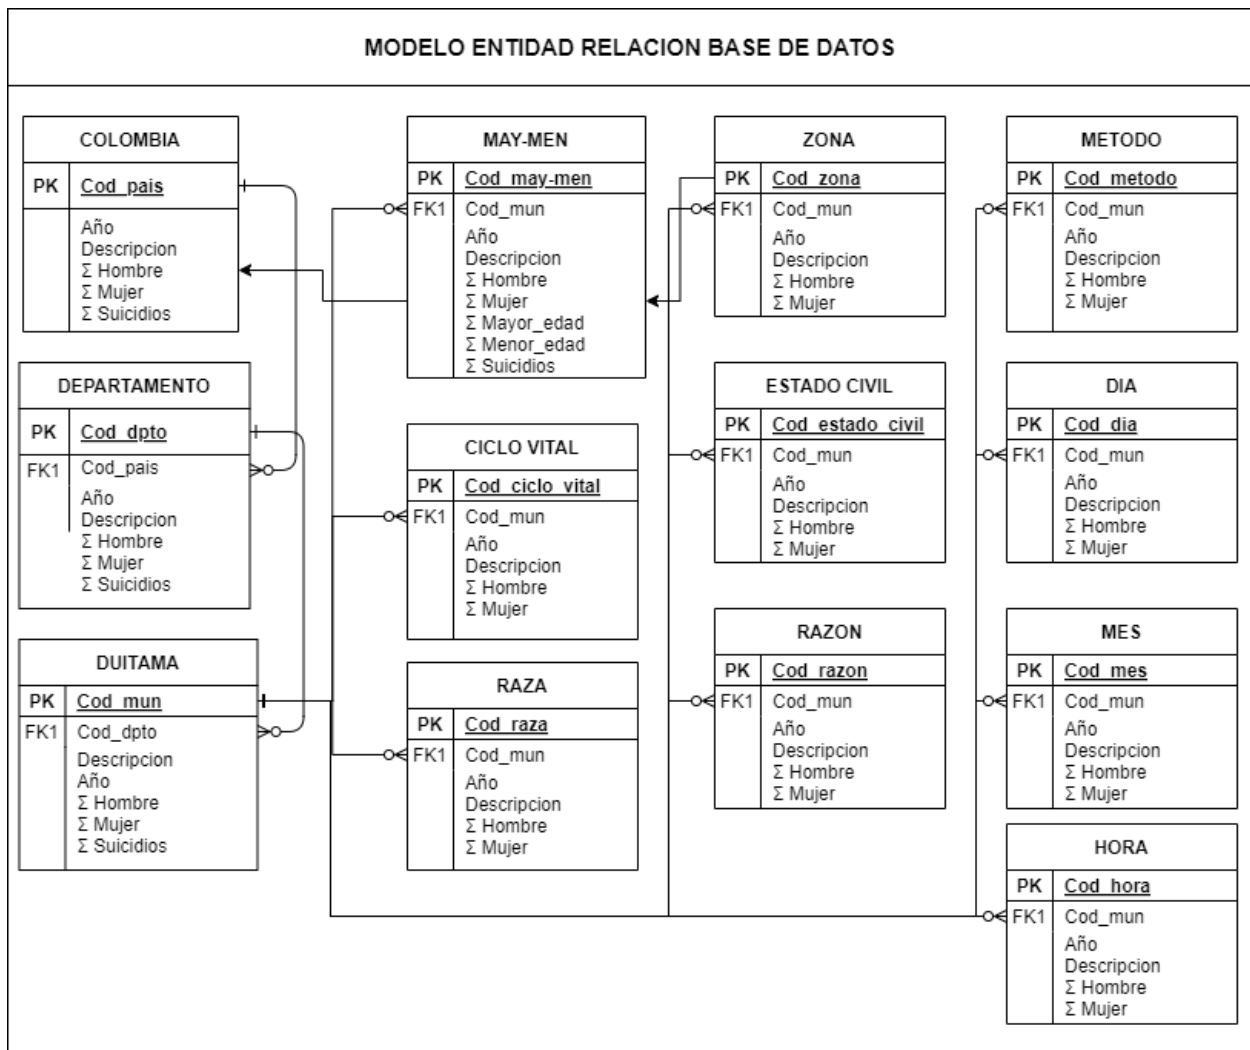 MODELO ENTIDAD RELACION BASE DE DATOS
COLOMBIA
PK Cod_pais
Año
Descripcion
Σ Hombre
Σ Mujer
Σ Suicidios
DEPARTAMENTO
PK Cod_dpto
FK1 Cod_pais
Año
Descripcion
Σ Hombre
Σ Mujer
Σ Suicidios
DUITAMA
PK Cod_mun
FK1 Cod_dpto
Descripcion
Año
Σ Hombre
Σ Mujer
Σ Suicidios
MAY-MEN
PK Cod_may-men
FK1 Cod_mun
Año
Descripcion
Σ Hombre
Σ Mujer
Σ Mayor_edad
Σ Menor_edad
Σ Suicidios
CICLO VITAL
PK Cod_ciclo_vital
FK1 Cod_mun
Año
Descripcion
Σ Hombre
Σ Mujer
RAZA
PK Cod_raza
FK1 Cod_mun
Año
Descripcion
Σ Hombre
Σ Mujer
ZONA
PK Cod_zona
FK1 Cod_mun
Año
Descripcion
Σ Hombre
Σ Mujer
ESTADO CIVIL
PK Cod_estado_civil
FK1 Cod_mun
Año
Descripcion
Σ Hombre
Σ Mujer
RAZON
PK Cod_razon
FK1 Cod_mun
Año
Descripcion
Σ Hombre
Σ Mujer
METODO
PK Cod_metodo
FK1 Cod_mun
Año
Descripcion
Σ Hombre
Σ Mujer
DIA
PK Cod_dia
FK1 Cod_mun
Año
Descripcion
Σ Hombre
Σ Mujer
MES
PK Cod_mes
FK1 Cod_mun
Año
Descripcion
Σ Hombre
Σ Mujer
HORA
PK Cod_hora
FK1 Cod_mun
Año
Descripcion
Σ Hombre
Σ Mujer